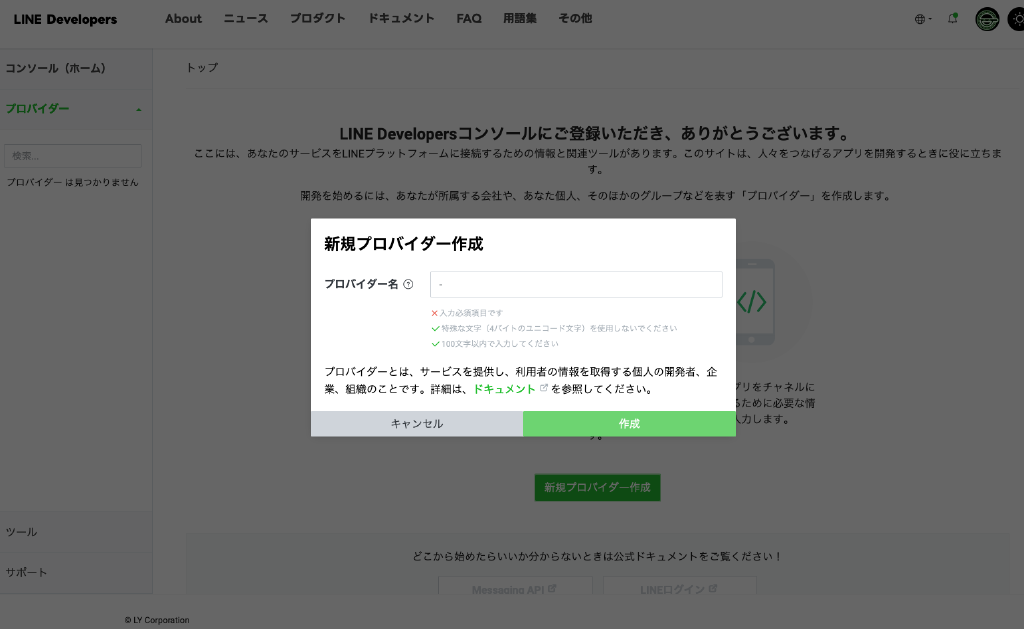 LINE Developers About ニュース プロダクト ドキュメント FAQ 用語集 その他
コンソール（ホーム）
プロバイダー
検索...
プロバイダー は見つかりません
ツール
サポート
トップ
LINE Developersコンソールにご登録いただき、ありがとうございます。
ここには、あなたのサービスをLINEプラットフォームに接続するための情報と関連ツールがあります。このサイトは、人々をつなげるアプリを開発するときに役に立ちま
す。
開発を始めるには、あなたが所属する会社や、あなた個人、そのほかのグループなどを表す「プロバイダー」を作成します。
新規プロバイダー作成
プロバイダー名
-
入力必須項目です
特殊な文字（4バイトのユニコード文字）を使用しないでください
100文字以内で入力してください
プロバイダーとは、サービスを提供し、利用者の情報を取得する個人の開発者、企
業、組織のことです。詳細は、ドキュメント を参照してください。
キャンセル 作成
プリをチャネルに
るために必要な情
入力します。
す。
新規プロバイダー作成
どこから始めたらいいか分からないときは公式ドキュメントをご覧ください！
Messaging API LINEログイン
© LY Corporation